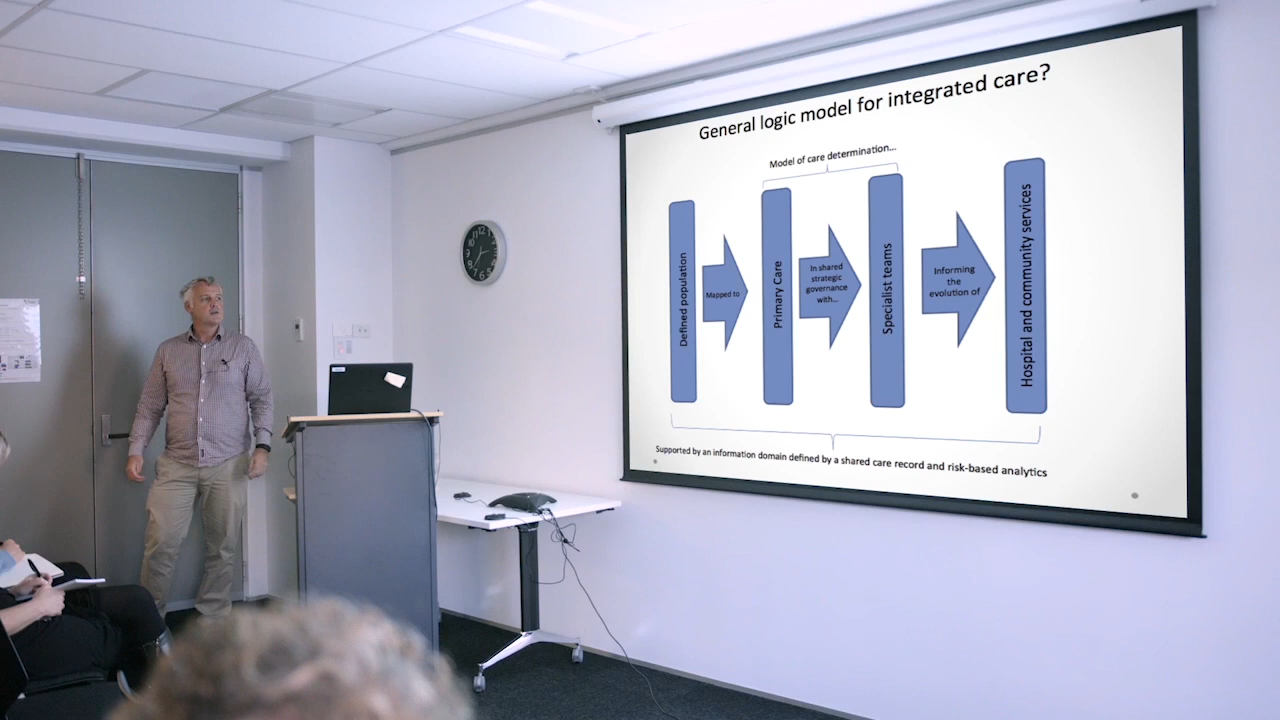 General logic model for integrated care?
Model of care determination...
Defined population
Mapped to
Primary Care
In shared
strategic
governance
with...
Specialist teams
Informing
the
evolution of
Hospital and community services
Supported by an information domain defined by a shared care record and risk-based analytics